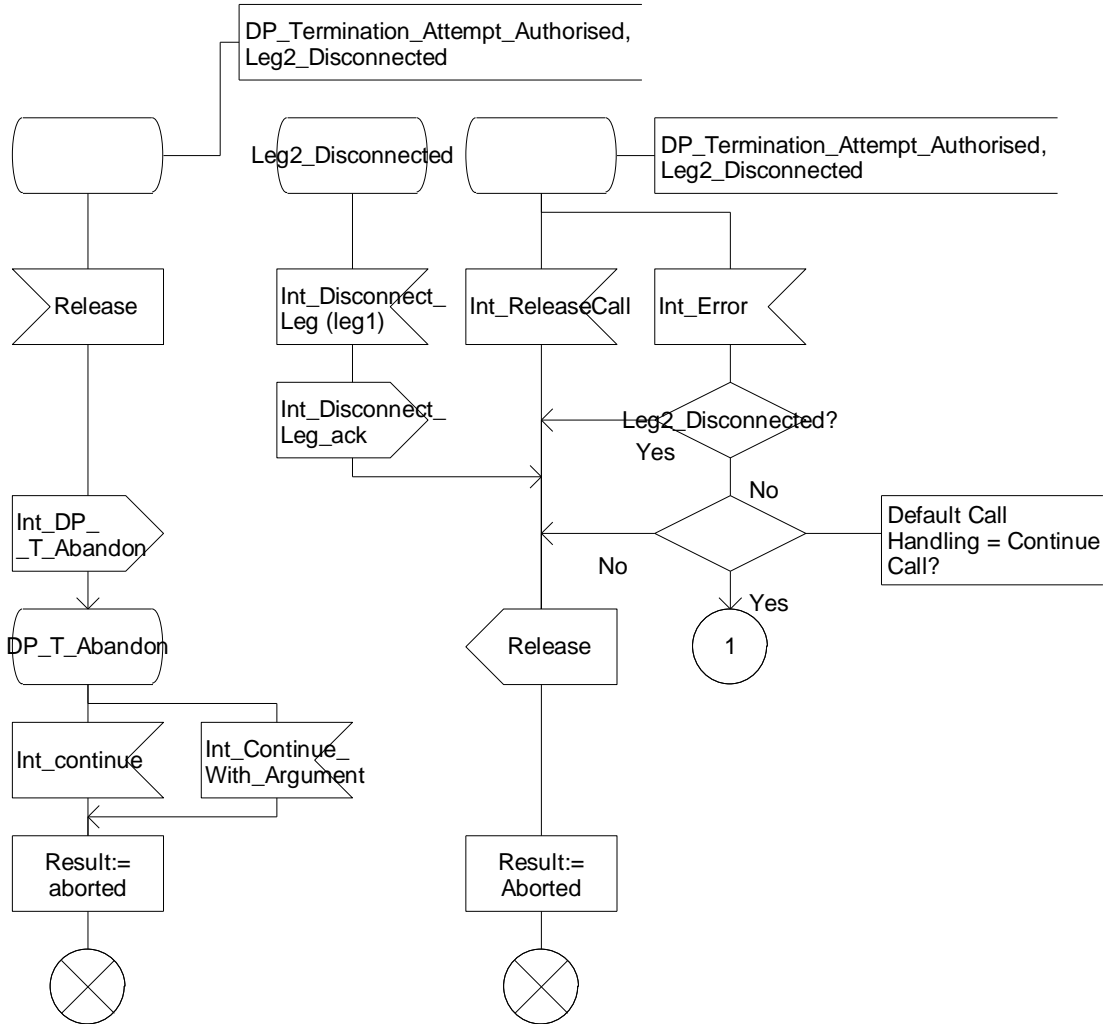 DP_Termination_Attempt_Authorised,
Leg2_Disconnected
Leg2_Disconnected
DP_Termination_Attempt_Authorised,
Leg2_Disconnected
Release
Int_Disconnect_
Leg (leg1)
Int_ReleaseCall
Int_Error
Int_Disconnect_
Leg_ack
Leg2_Disconnected?
Yes
No
Int_DP_
_T_Abandon
Default Call
Handling = Continue
Call?
No
Yes
DP_T_Abandon
Release
1
Int_continue
Int_Continue_
With_Argument
Result:=
aborted
Result:=
Aborted